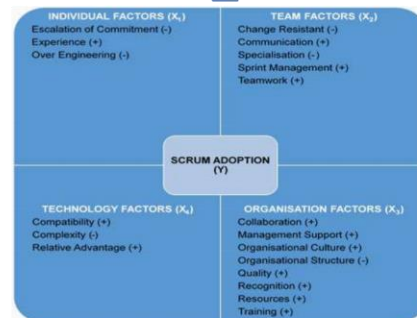 INDIVIDUAL FACTORS (X₁)
Escalation of Commitment (-)
Experience (+)
Over Engineering (-)
TEAM FACTORS (X₂)
Change Resistant (-)
Communication (+)
Specialisation (-)
Sprint Management (+)
Teamwork (+)
SCRUM ADOPTION
(Y)
TECHNOLOGY FACTORS (X₄)
Compatibility (+)
Complexity (-)
Relative Advantage (+)
ORGANISATION FACTORS (X₃)
Collaboration (+)
Management Support (+)
Organisational Culture (+)
Organisational Structure (-)
Quality (+)
Recognition (+)
Resources (+)
Training (+)